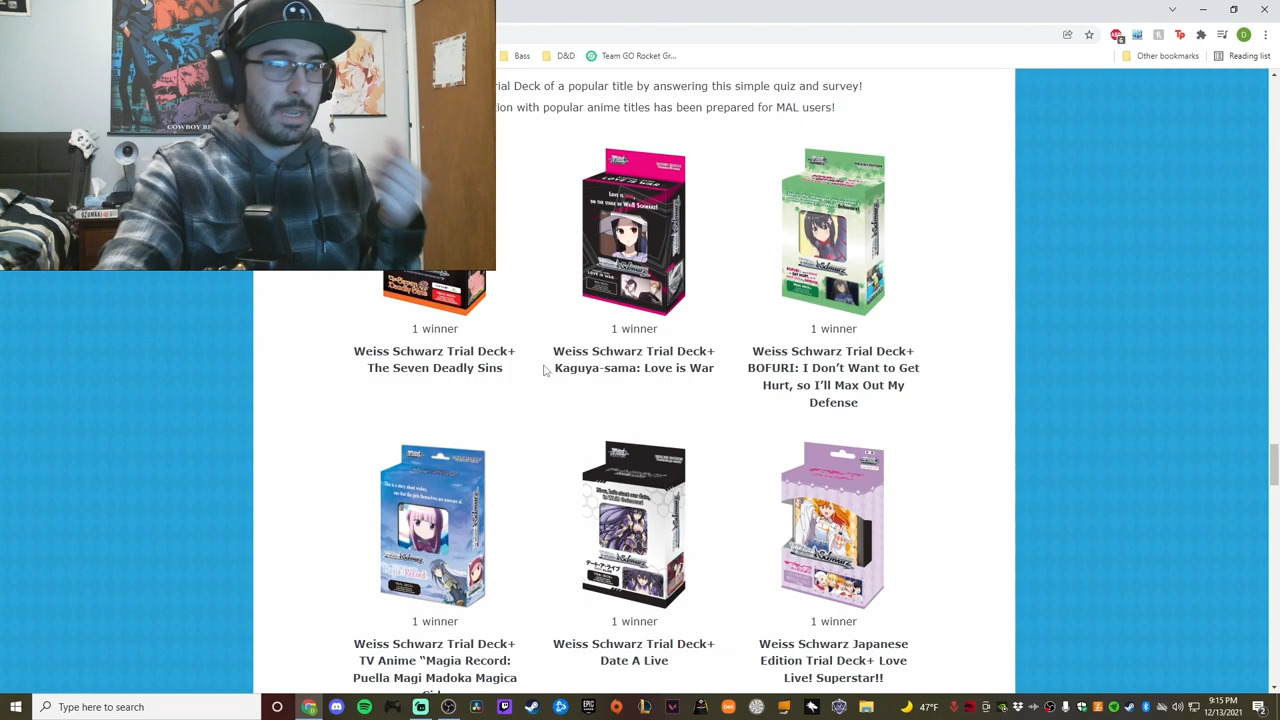 Bass
D&D
Team GO Rocket Gr...
Other bookmarks
Reading list
COWBOY BE
UZUMAKI
ial Deck of a popular title by answering this simple quiz and survey!
ion with popular anime titles has been prepared for MAL users!
1 winner
Weiss Schwarz Trial Deck+
The Seven Deadly Sins
1 winner
Weiss Schwarz Trial Deck+
Kaguya-sama: Love is War
1 winner
Weiss Schwarz Trial Deck+
BOFURI: I Don't Want to Get
Hurt, so I'll Max Out My
Defense
1 winner
Weiss Schwarz Trial Deck+
TV Anime "Magia Record:
Puella Magi Madoka Magica
1 winner
Weiss Schwarz Trial Deck+
Date A Live
1 winner
Weiss Schwarz Japanese
Edition Trial Deck+ Love
Live! Superstar!!
Type here to search
47°F
9:15 PM
12/13/2021